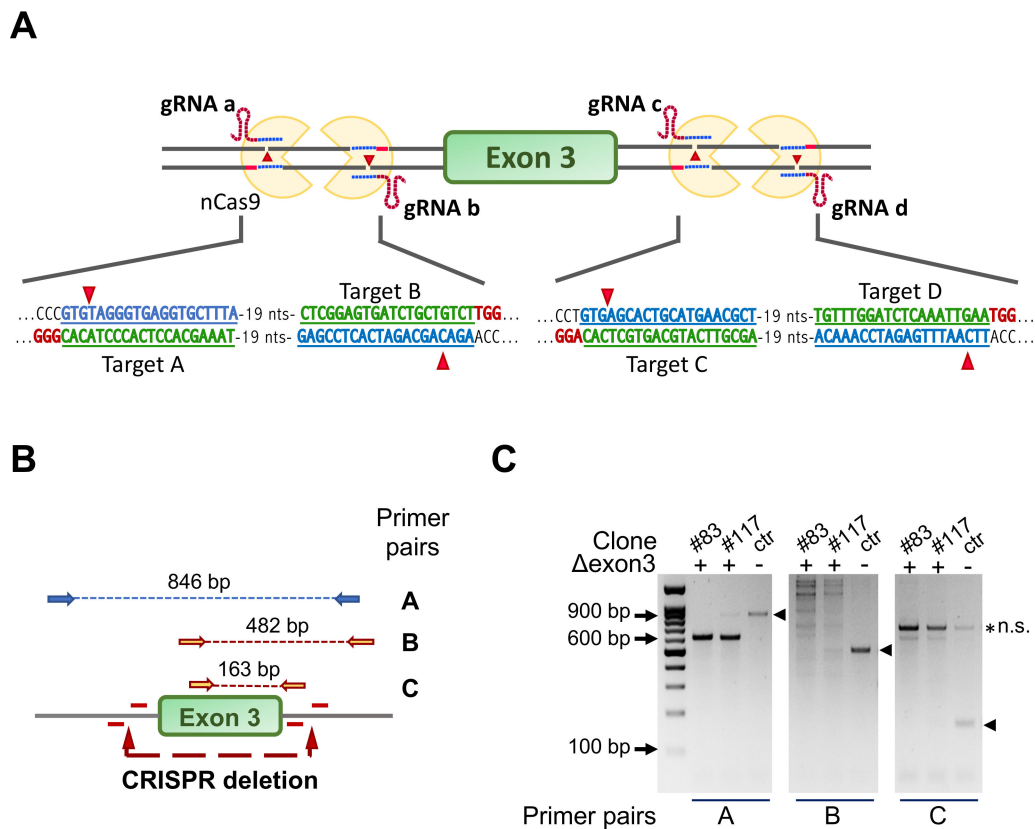 A
gRNA a
gRNA c
Exon 3
nCas9
gRNA b
gRNA d
Target B
...CCCGTGTAGGGTGAGGTGCTTTA-19 nts- CTCGGAGTGATCTGCTGTCTTGG...
...GGGCACATCCCACTCCACGAAAT-19 nts-GAGCCTCACTAGACGACAGAACC...
Target A
Target D
...CCTGTGAGCACTGCATGAACGCT-19 nts-TGTTTGGATCTCAAATTGAATGG...
...GGACACTCGTGACGTACTTGCGA-19 nts-ACAAACCTAGAGTTTAACTTACC...
Target C
B
Primer
pairs
846 bp
A
482 bp
B
163 bp
C
Exon 3
CRISPR deletion
C
Clone #83 #117 ctr #83 #117 ctr #83 #117 ctr
Δexon3 + + - + + - + + -
900 bp
600 bp
*n.s.
100 bp
Primer pairs A B C